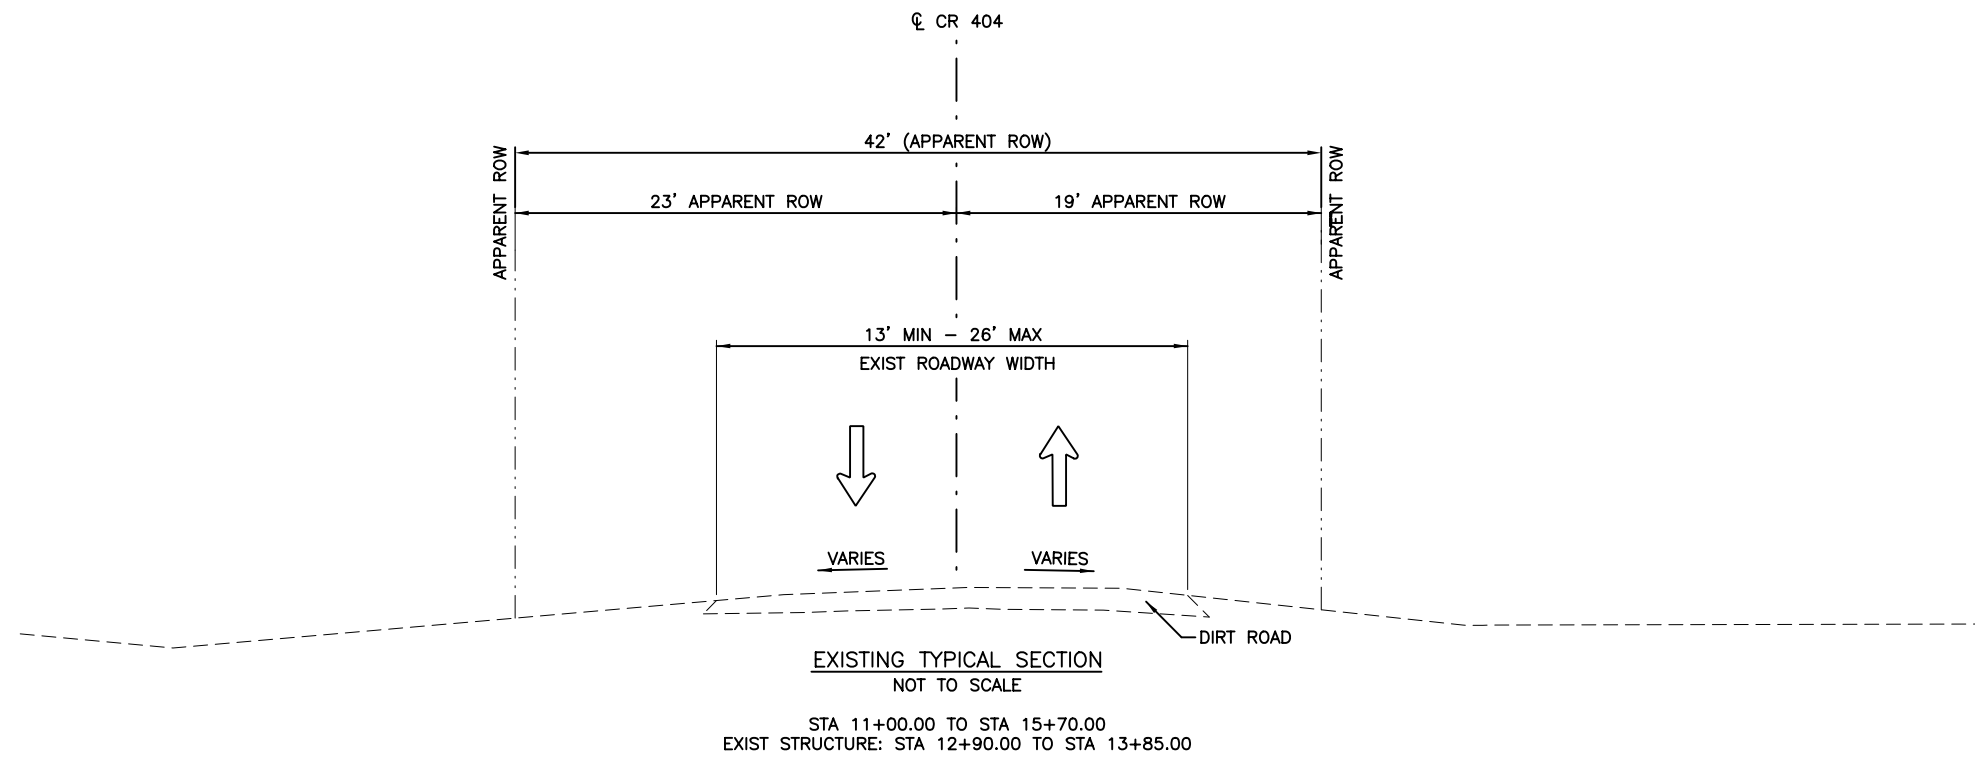 ℄ CR 404
42' (APPARENT ROW)
APPARENT ROW
APPARENT ROW
23' APPARENT ROW
19' APPARENT ROW
13' MIN - 26' MAX
EXIST ROADWAY WIDTH
VARIES
VARIES
DIRT ROAD
EXISTING TYPICAL SECTION
NOT TO SCALE
STA 11+00.00 TO STA 15+70.00
EXIST STRUCTURE: STA 12+90.00 TO STA 13+85.00